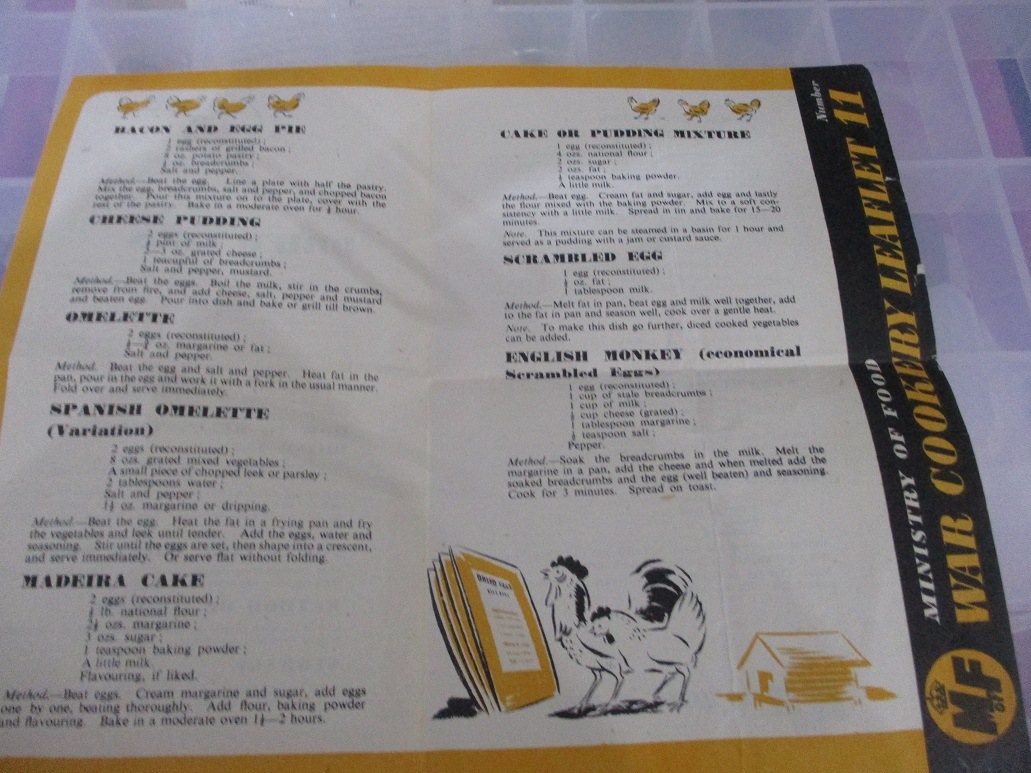 BACON AND EGG PIE
1 egg (reconstituted) ;
2 rashers of grilled bacon ;
8 oz. potato pastry ;
oz. breadcrumbs ;
Salt and pepper.
Method.—Beat the egg. Line a plate with half the pastry.
Mix the egg, breadcrumbs, salt and pepper, and chopped bacon
together. Pour this mixture on to the plate, cover with the
rest of the pastry. Bake in a moderate oven for hour.
CHEESE PUDDING
2 eggs (reconstituted) ;
pint of milk ;
2—3 oz. grated cheese ;
1 teacupful of breadcrumbs ;
Salt and pepper, mustard.
Method.—Beat the eggs. Boil the milk, stir in the crumbs,
remove from fire, and add cheese, salt, pepper and mustard
and beaten egg. Pour into dish and bake or grill till brown.
OMELETTE
2 eggs (reconstituted) ;
oz. margarine or fat ;
Salt and pepper.
Method. Beat the egg and salt and pepper. Heat fat in the
pan, pour in the egg and work it with a fork in the usual manner.
Fold over and serve immediately.
SPANISH OMELETTE
(Variation)
2 eggs (reconstituted) ;
8 ozs. grated mixed vegetables ;
A small piece of chopped leek or parsley ;
2 tablespoons water ;
Salt and pepper ;
1½ oz. margarine or dripping.
Method.—Beat the egg. Heat the fat in a frying pan and fry
the vegetables and leek until tender. Add the eggs, water and
seasoning. Stir until the eggs are set, then shape into a crescent,
and serve immediately. Or serve flat without folding.
MADEIRA CAKE
2 eggs (reconstituted) ;
lb. national flour ;
2½ ozs. margarine ;
3 ozs. sugar ;
1 teaspoon baking powder ;
A little milk.
Flavouring, if liked.
Method.—Beat eggs. Cream margarine and sugar, add eggs
one by one, beating thoroughly. Add flour, baking powder
and flavouring. Bake in a moderate oven 1½—2 hours.
CAKE OR PUDDING MIXTURE
1 egg (reconstituted) ;
4 ozs. national flour ;
2 ozs. sugar ;
2 ozs. fat ;
teaspoon baking powder.
A little milk.
Method.—Beat egg. Cream fat and sugar, add egg and lastly
the flour mixed with the baking powder. Mix to a soft con-
sistency with a little milk. Spread in tin and bake for 15—20
minutes.
Note. This mixture can be steamed in a basin for 1 hour and
served as a pudding with a jam or custard sauce.
SCRAMBLED EGG
1 egg (reconstituted) ;
oz. fat ;
1 tablespoon milk.
Method.—Melt fat in pan, beat egg and milk well together, add
to the fat in pan and season well, cook over a gentle heat.
Note. To make this dish go further, diced cooked vegetables
can be added.
ENGLISH MONKEY (economical
Scrambled Eggs)
1 egg (reconstituted) ;
1 cup of stale breadcrumbs ;
1 cup of milk ;
cup cheese (grated) ;
1 tablespoon margarine ;
teaspoon salt ;
Pepper.
Method.—Soak the breadcrumbs in the milk. Melt the
margarine in a pan, add the cheese and when melted add the
soaked breadcrumbs and the egg (well beaten) and seasoning.
Cook for 3 minutes. Spread on toast.
DRIED EGGS
MINISTRY OF FOOD
WAR COOKERY LEAFLET 11
Number
M OF F